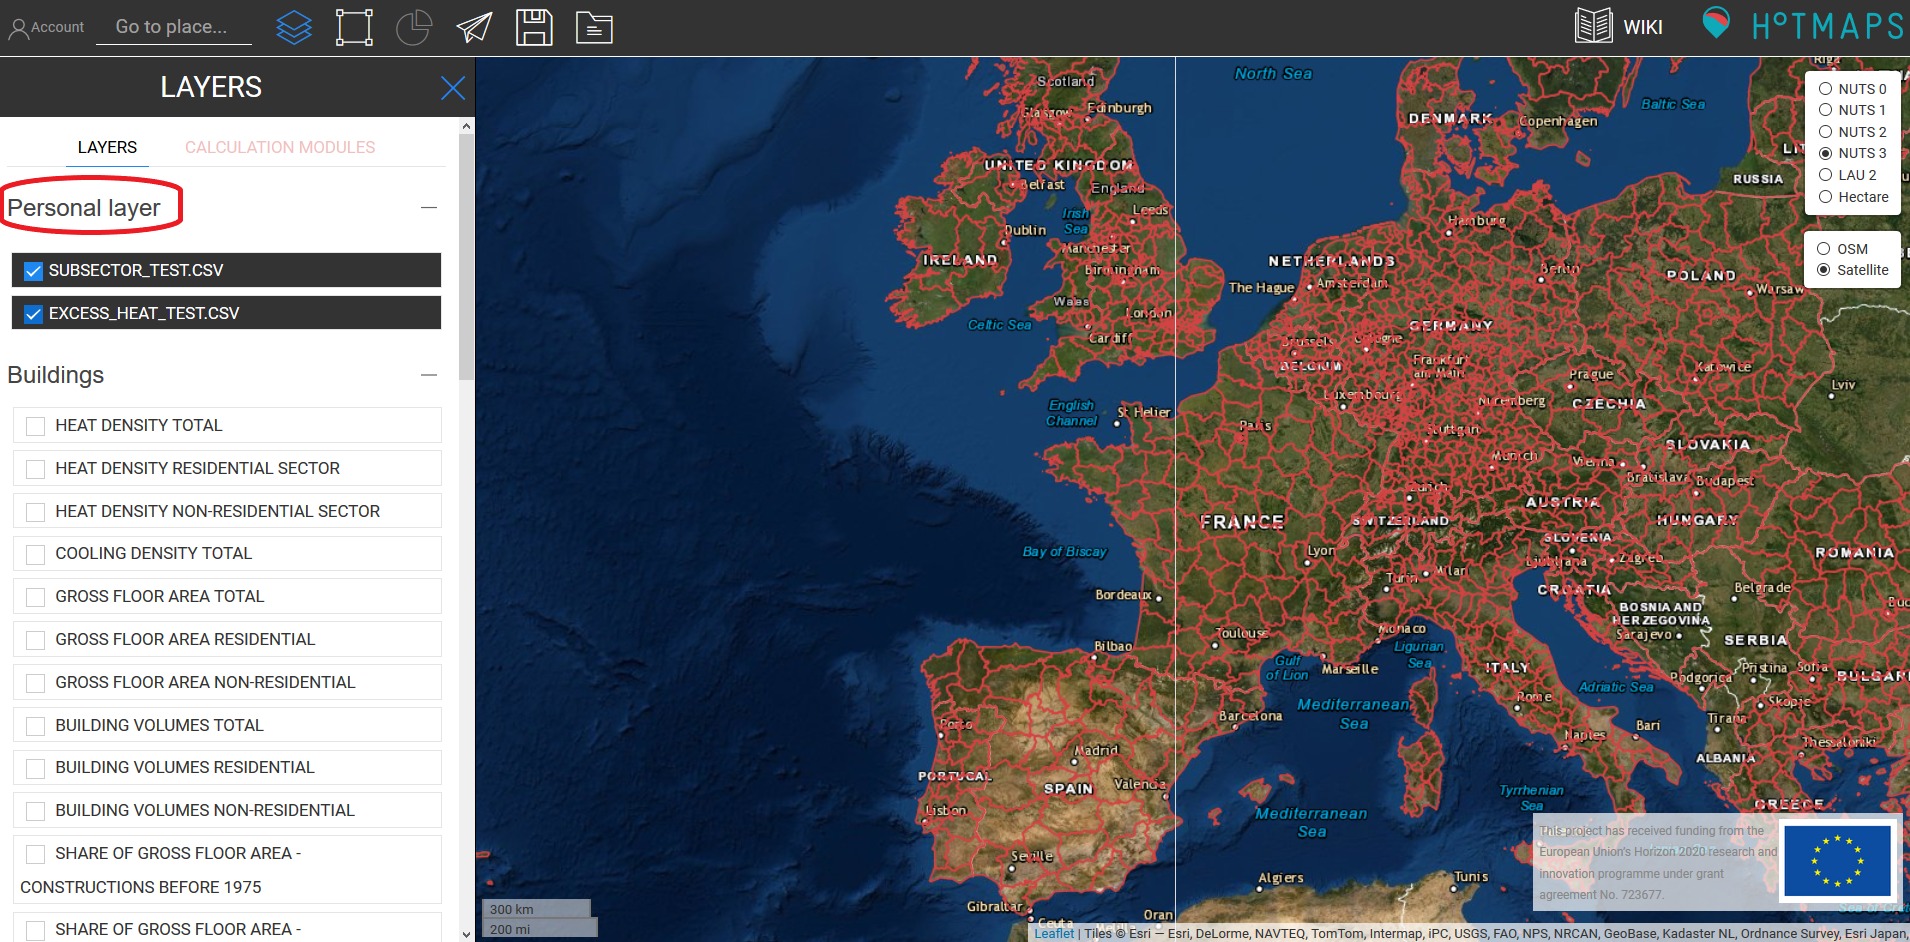 Account
Go to place...
WIKI
HOTMAPS
LAYERS
LAYERS
CALCULATION MODULES
Personal layer
SUBSECTOR_TEST.CSV
EXCESS_HEAT_TEST.CSV
Buildings
HEAT DENSITY TOTAL
HEAT DENSITY RESIDENTIAL SECTOR
HEAT DENSITY NON-RESIDENTIAL SECTOR
COOLING DENSITY TOTAL
GROSS FLOOR AREA TOTAL
GROSS FLOOR AREA RESIDENTIAL
GROSS FLOOR AREA NON-RESIDENTIAL
BUILDING VOLUMES TOTAL
BUILDING VOLUMES RESIDENTIAL
BUILDING VOLUMES NON-RESIDENTIAL
SHARE OF GROSS FLOOR AREA -
CONSTRUCTIONS BEFORE 1975
SHARE OF GROSS FLOOR AREA -
NUTS 0
NUTS 1
NUTS 2
NUTS 3
LAU 2
Hectare
OSM
Satellite
North Sea
Riga
Scotland
Glasgow
Edinburgh
Baltic Sea
DENMARK
Copenhagen
UNITED KINGDOM
Belfast
England
RUSSIA
Leeds
Irish
Sea
Dublin
Hamburg
Manchester
IRELAND
Birmingham
NETHERLANDS
Amsterdam
The Hague
Berlin
POLAND
Warsaw
Wales
London
Celtic Sea
Cardiff
GERMANY
Brussels
Cologne
BELGIUM
Frankfurt
am Main
Prague
Katowice
Lviv
Luxembourg
Nuremberg
CZECHIA
English
Channel
St Helier
Paris
Stuttgart
SLOVAKIA
Munich
Vienna
Bratislava
Budapest
Zurich
AUSTRIA
FRANCE
SWITZERLAND
HUNGARY
SLOVENIA
Bay of Biscay
Lyon
Ljubljana
Zagreb
ROMANIA
Turin
Milan
Bordeaux
CROATIA
Belgrade
BOSNIA AND
HERZEGOVINA
Sarajevo
SERBIA
Toulouse
Monaco
Bilbao
Ligurian
Sea
Gulf
of Lion
Marseille
ITALY
Pristina
Sofia
Podgorica
Adriatic Sea
Rome
Skopje
Barcelona
Mediterranean
Sea
Porto
Bari
Tirana
Naples
Thessaloniki
Madrid
ALBANIA
PORTUGAL
SPAIN
Valencia
Tyrrhenian
Sea
GREECE
Lisbon
Mediterranean
Sea
Seville
Algiers
Tunis
Gibraltar
Oran
Ceuta
Melilla
This project has received funding from the
European Union's Horizon 2020 research and
innovation programme under grant
agreement No. 723677.
300 km
200 mi
Leaflet | Tiles © Esri — Esri, DeLorme, NAVTEQ, TomTom, Intermap, iPC, USGS, FAO, NPS, NRCAN, GeoBase, Kadaster NL, Ordnance Survey, Esri Japan,